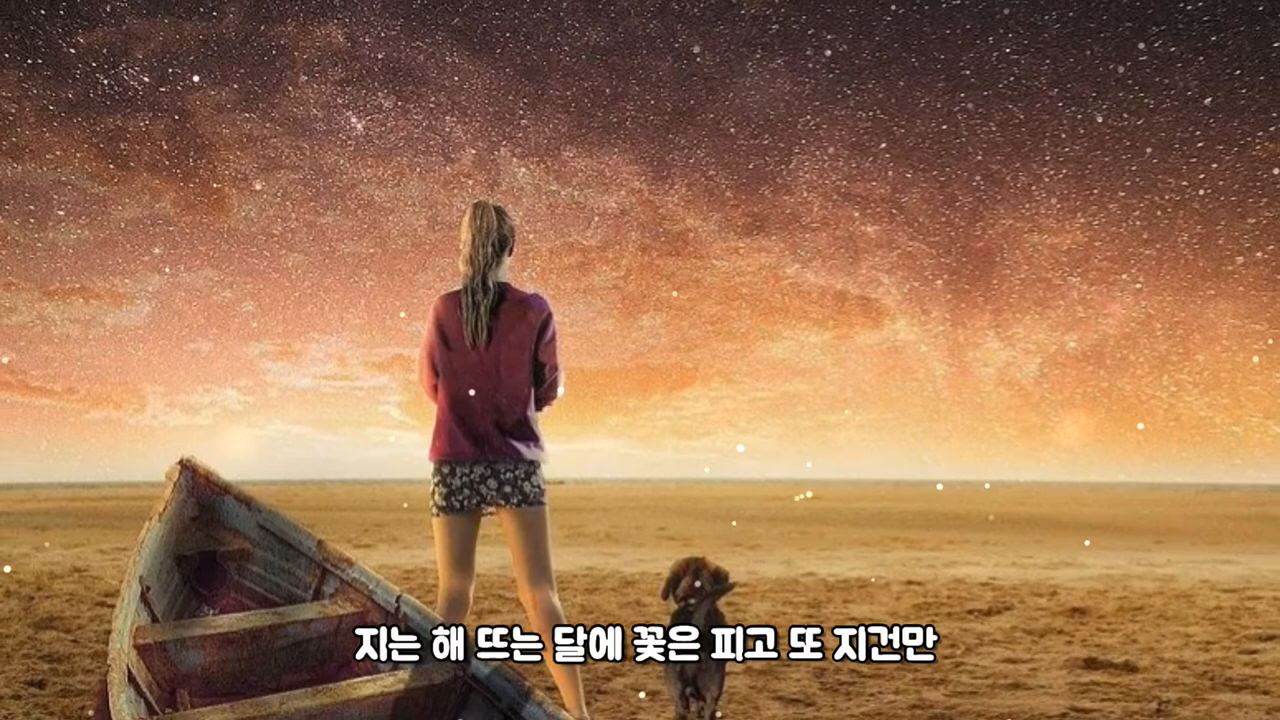 지는 해 뜨는 달에 꽃은 피고 또 지건만